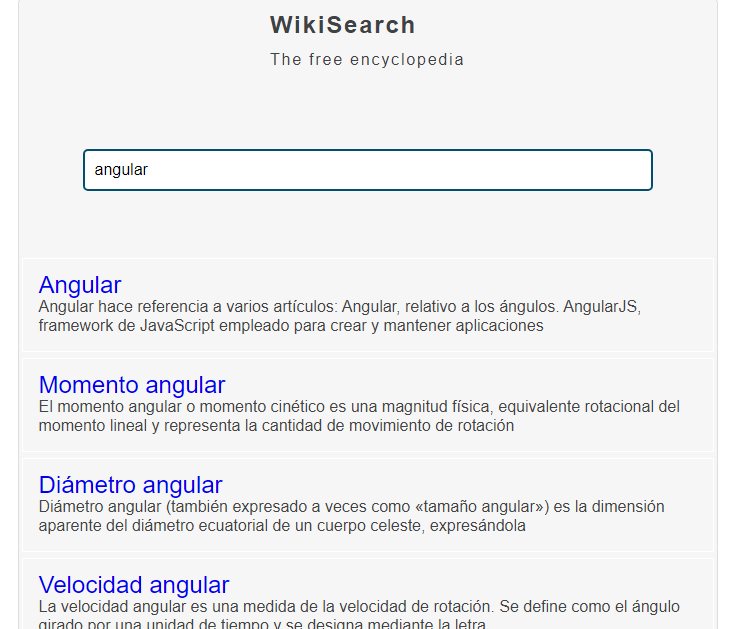 WikiSearch
The free encyclopedia
angular
Angular
Angular hace referencia a varios artículos: Angular, relativo a los ángulos. AngularJS,
framework de JavaScript empleado para crear y mantener aplicaciones
Momento angular
El momento angular o momento cinético es una magnitud física, equivalente rotacional del
momento lineal y representa la cantidad de movimiento de rotación
Diámetro angular
Diámetro angular (también expresado a veces como «tamaño angular») es la dimensión
aparente del diámetro ecuatorial de un cuerpo celeste, expresándola
Velocidad angular
La velocidad angular es una medida de la velocidad de rotación. Se define como el ángulo
girado por una unidad de tiempo y se designa mediante la letra